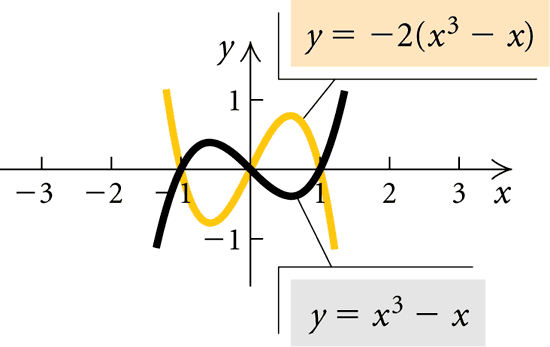 y = −2(x³ − x)
y
1
−3 −2 −1 1 2 3 x
−1
y = x³ − x